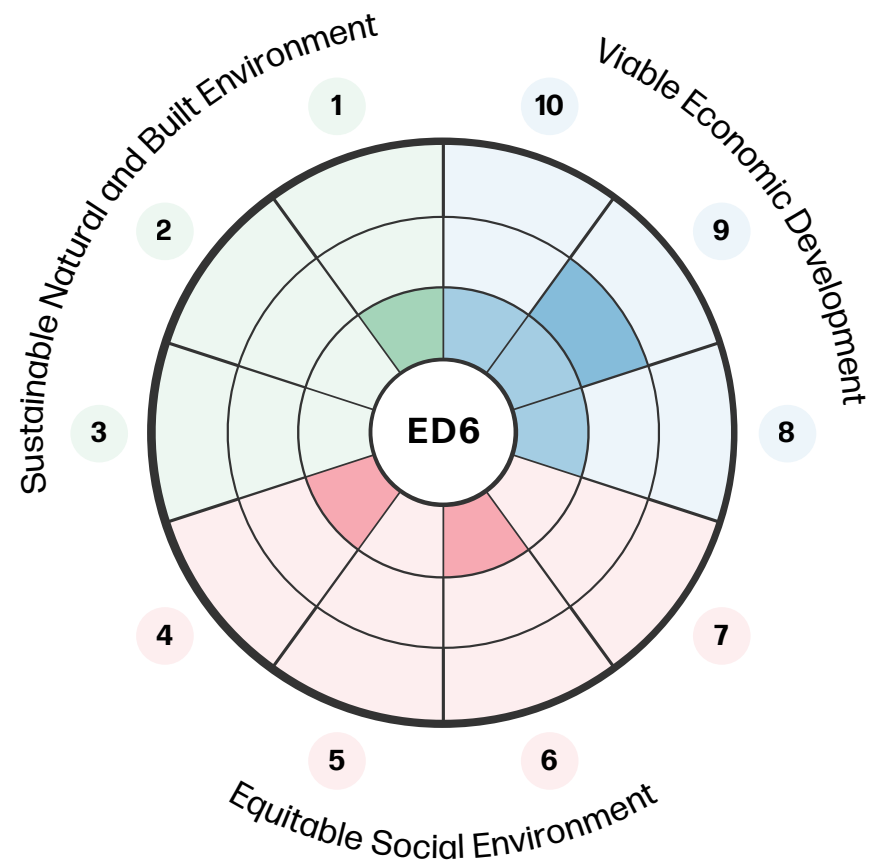 Sustainable Natural and Built Environment
Viable Economic Development
1
10
2
9
3
ED6
8
4
7
5
6
Equitable Social Environment